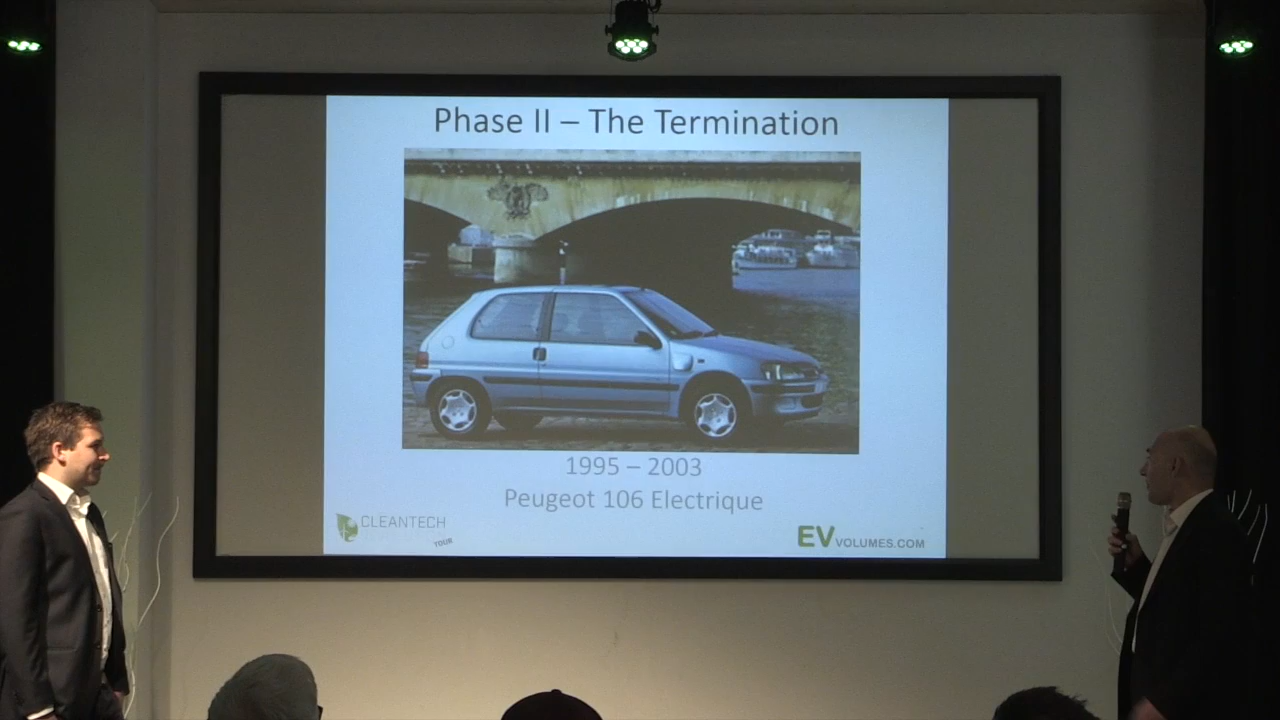 Phase II – The Termination
1995 – 2003
Peugeot 106 Electrique
CLEANTECH
TOUR
EVVOLUMES.COM